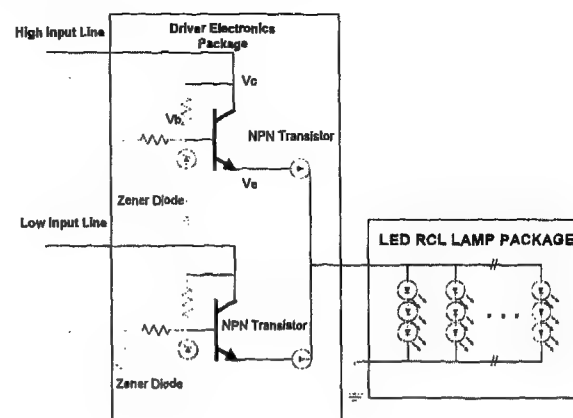 High Input Line
Driver Electronics
Package
Vc
Vb
NPN Transistor
Ve
Zener Diode
Low Input Line
LED RCL LAMP PACKAGE
NPN Transistor
Zener Diode